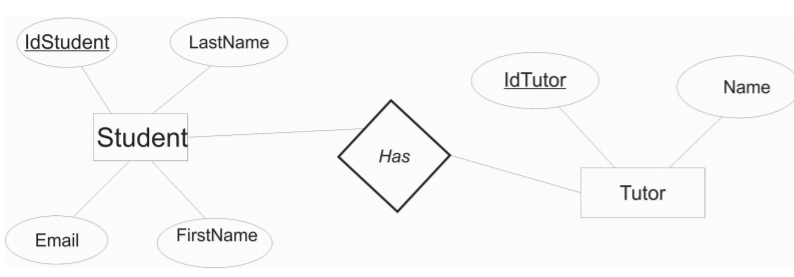 IdStudent
LastName
Student
Email
FirstName
Has
IdTutor
Name
Tutor